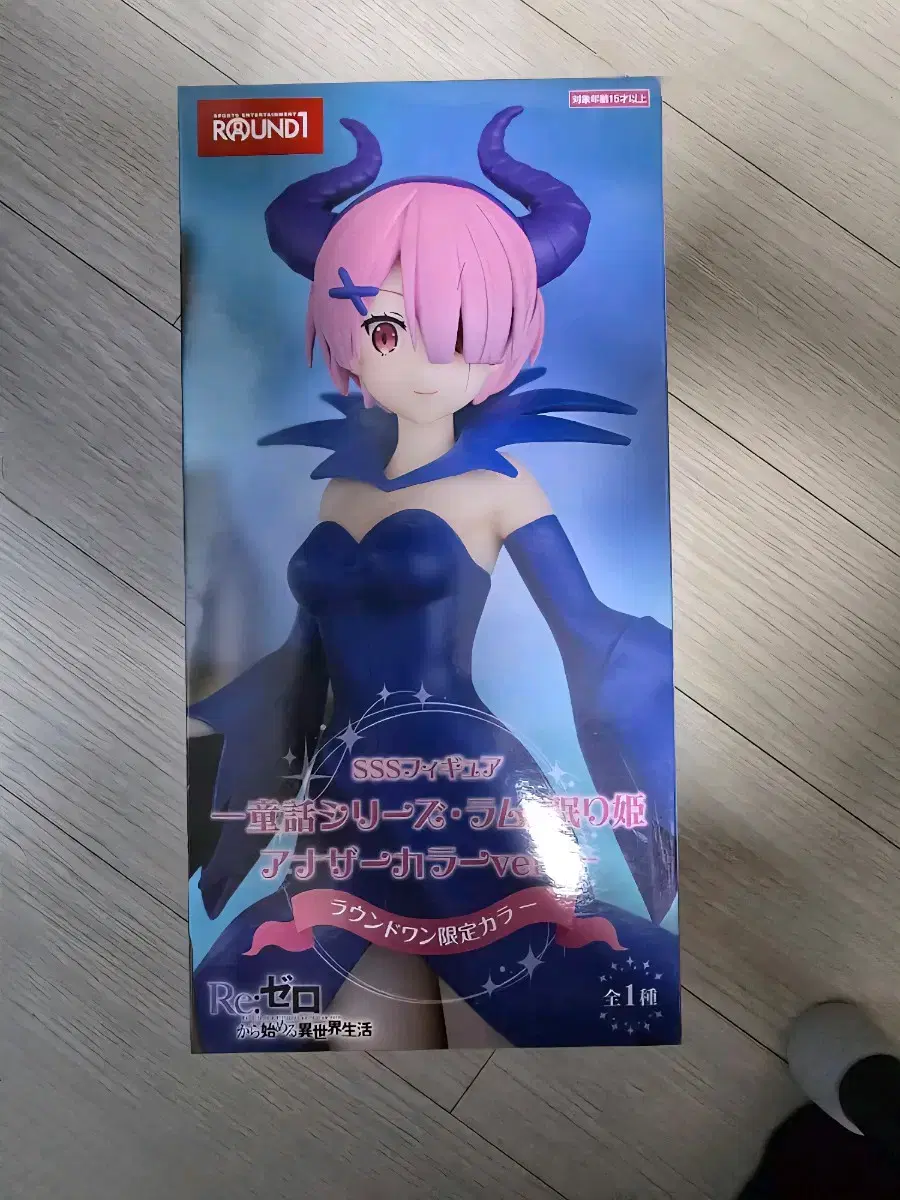 SPORTS ENTERTAINMENT
ROUND1
対象年齢15才以上
SSSフィギュア
―童話シリーズ・ラム 眠り姫
アナザーカラーver
ラウンドワン限定カラー
Re:ゼロ
から始める異世界生活
全1種